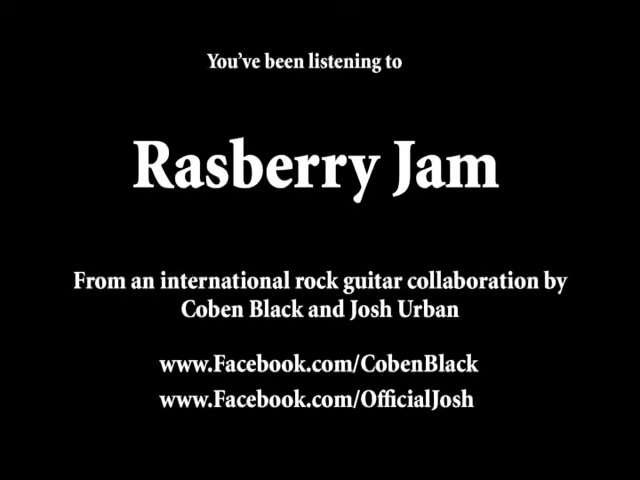 You've been listening to
Rasberry Jam
From an international rock guitar collaboration by
Coben Black and Josh Urban
www.Facebook.com/CobenBlack
www.Facebook.com/OfficialJosh